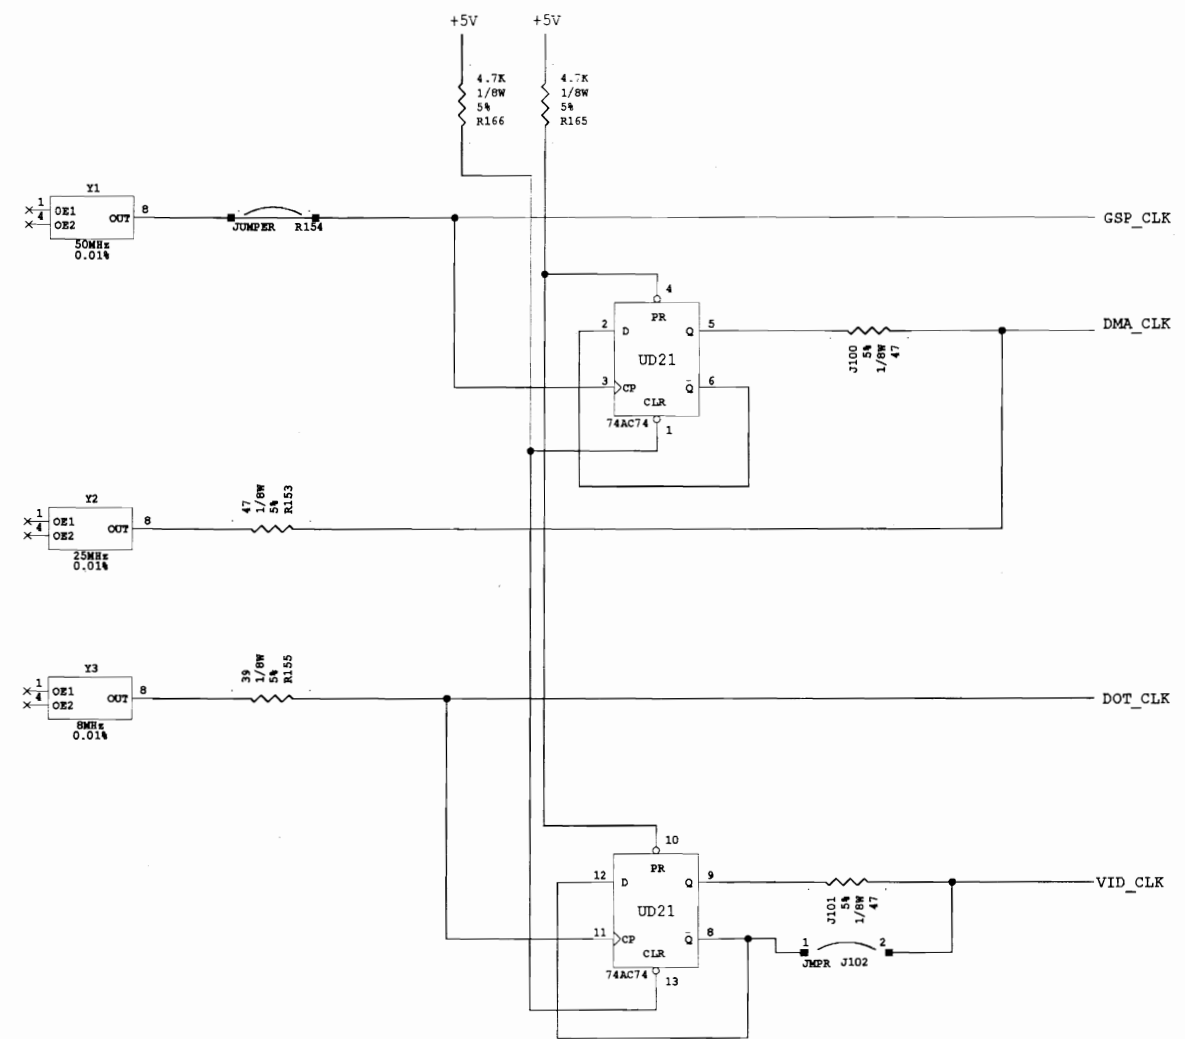 +5V
+5V
4.7K
1/8W
5%
R166
4.7K
1/8W
5%
R165
Y1
1
4
OE1
OE2
OUT
8
50MHz
0.01%
JUMPER
R154
GSP_CLK
4
PR
2
D
Q
5
UD21
3
CP
Q̄
6
CLR
74AC74
1
J100
5%
1/8W
47
DMA_CLK
Y2
1
4
OE1
OE2
OUT
8
25MHz
0.01%
47
1/8W
5%
R153
Y3
1
4
OE1
OE2
OUT
8
8MHz
0.01%
39
1/8W
5%
R155
DOT_CLK
10
PR
12
D
Q
9
UD21
11
CP
Q̄
8
CLR
74AC74
13
J101
5%
1/8W
47
VID_CLK
1
2
JMPR
J102